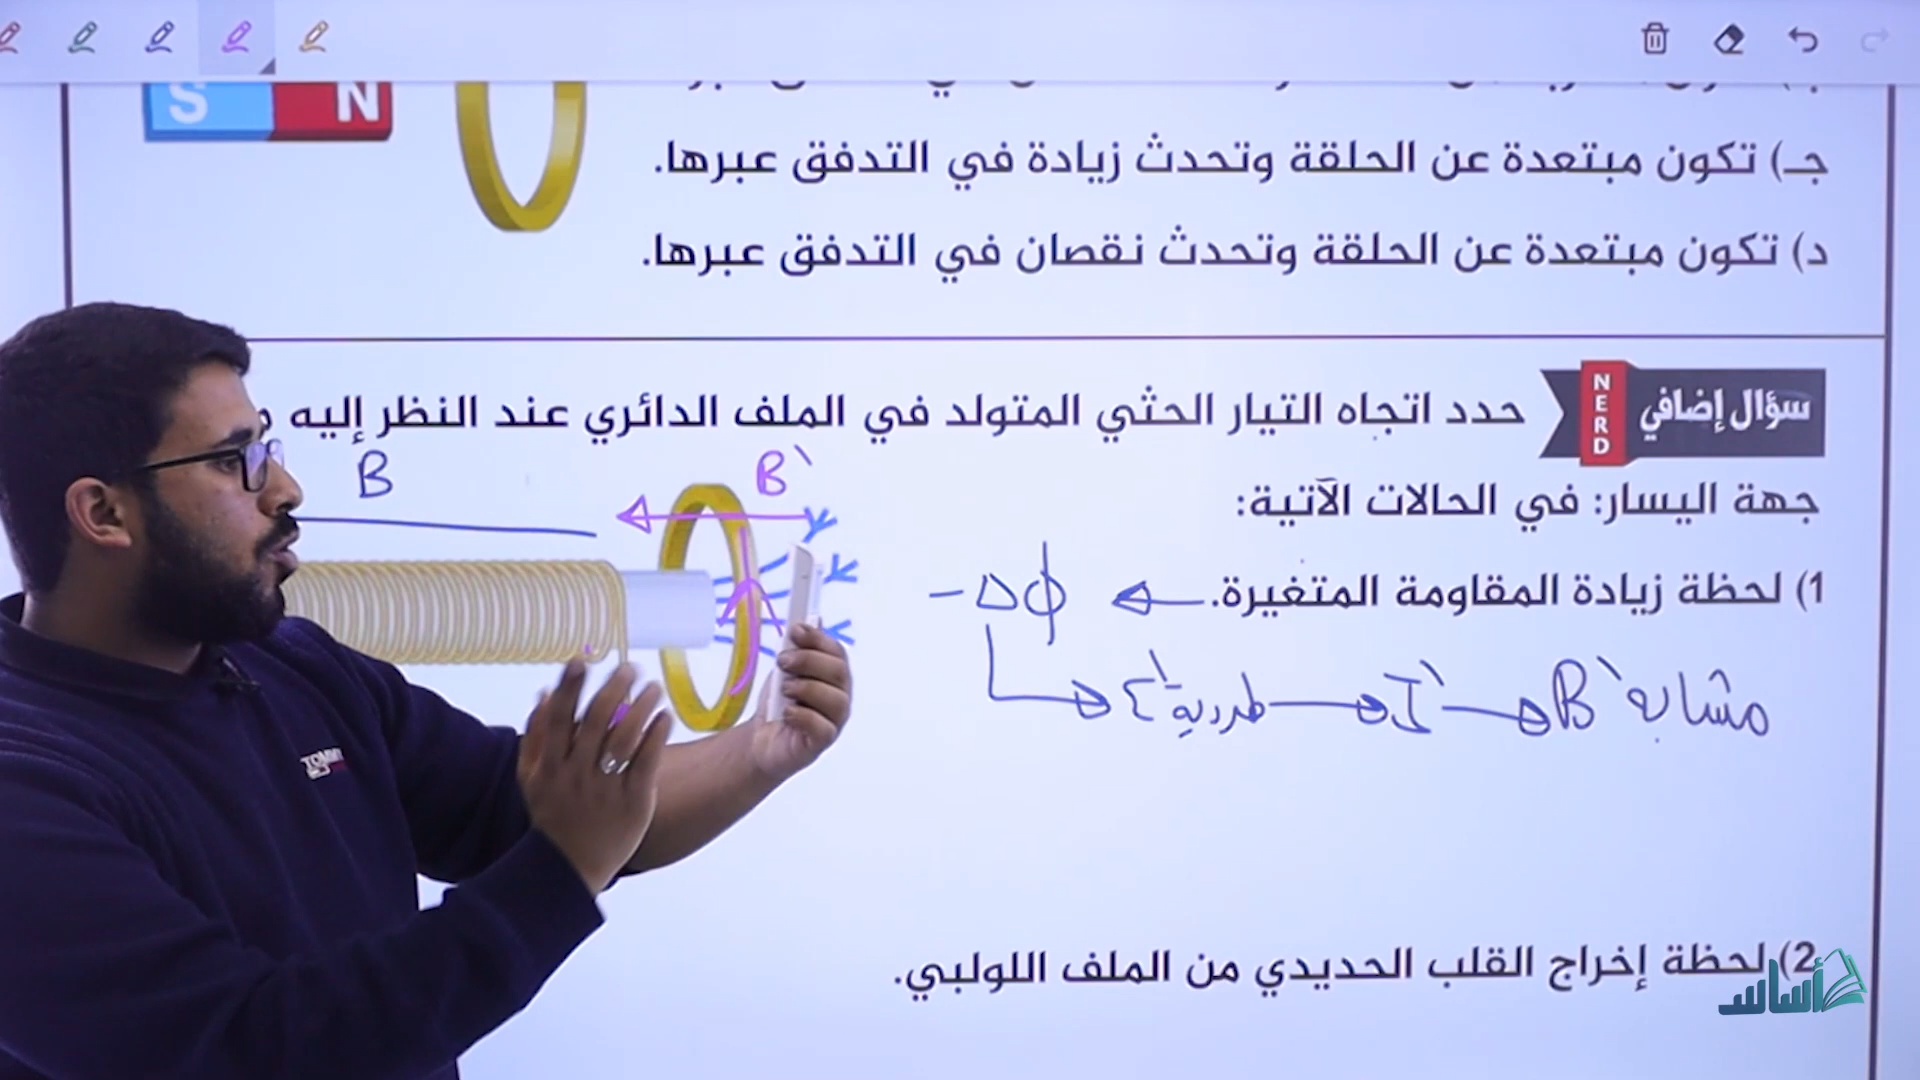 S N
جـ) تكون مبتعدة عن الحلقة وتحدث زيادة في التدفق عبرها.
د) تكون مبتعدة عن الحلقة وتحدث نقصان في التدفق عبرها.
سؤال إضافي
NERD
حدد اتجاه التيار الحثي المتولد في الملف الدائري عند النظر إليه
جهة اليسار: في الحالات الآتية:
B
B`
1) لحظة زيادة المقاومة المتغيرة.
-Δϕ
ε` طردية I` B` مشابه
TOMMY
2) لحظة إخراج القلب الحديدي من الملف اللولبي.
أساس